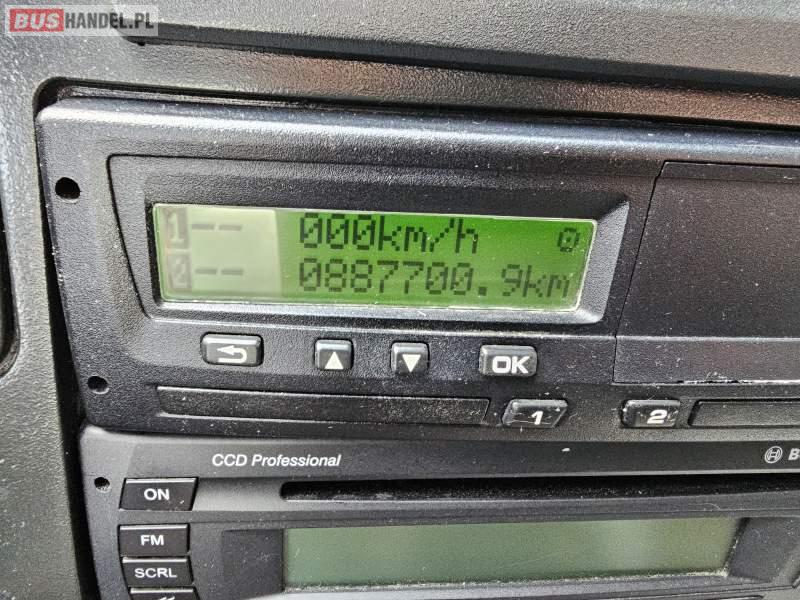 BUSHANDEL.PL
1-- 000km/h
0-- 0887700.9km
OK
1 2
CCD Professional
ON
FM
SCRL